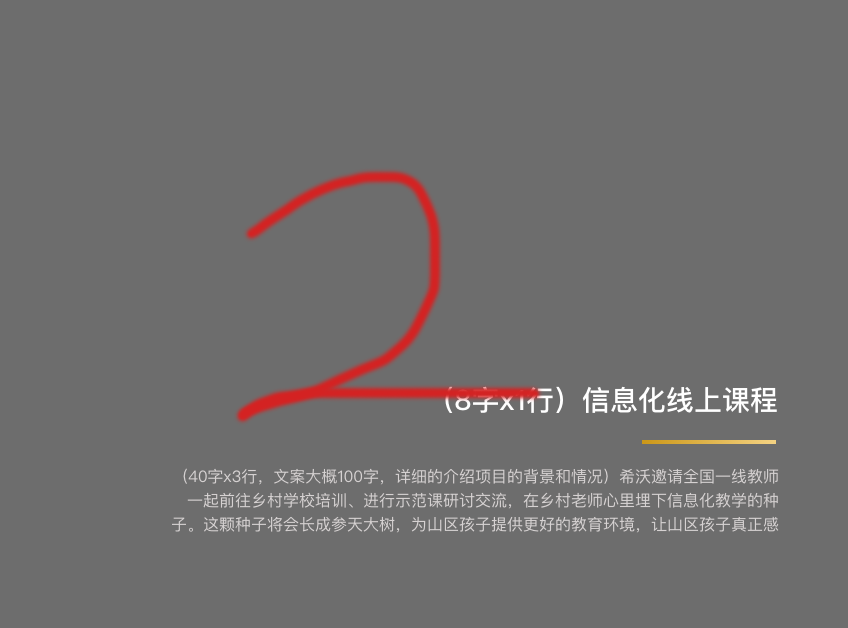 2
（8字x1行）信息化线上课程
（40字x3行，文案大概100字，详细的介绍项目的背景和情况）希沃邀请全国一线教师
一起前往乡村学校培训、进行示范课研讨交流，在乡村老师心里埋下信息化教学的种
子。这颗种子将会长成参天大树，为山区孩子提供更好的教育环境，让山区孩子真正感